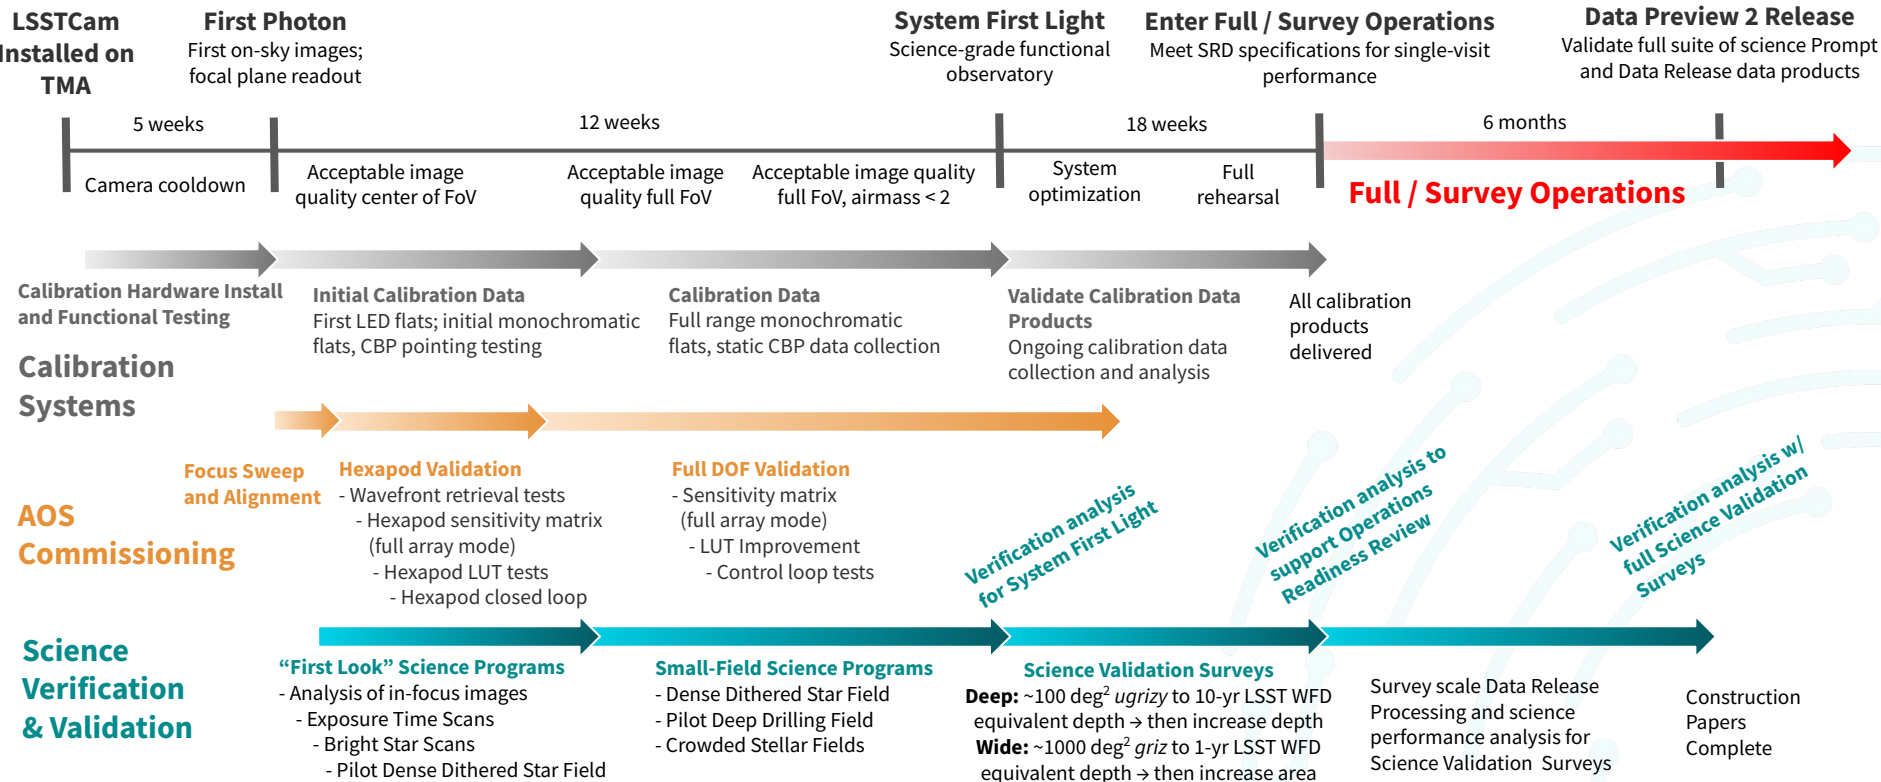 LSSTCam
Installed on
TMA
First Photon
First on-sky images;
focal plane readout
System First Light
Science-grade functional
observatory
Enter Full / Survey Operations
Meet SRD specifications for single-visit
performance
Data Preview 2 Release
Validate full suite of science Prompt
and Data Release data products
5 weeks
12 weeks
18 weeks
6 months
Camera cooldown
Acceptable image
quality center of FoV
Acceptable image
quality full FoV
Acceptable image quality
full FoV, airmass < 2
System
optimization
Full
rehearsal
Full / Survey Operations
Calibration Hardware Install
and Functional Testing
Initial Calibration Data
First LED flats; initial monochromatic
flats, CBP pointing testing
Calibration Data
Full range monochromatic
flats, static CBP data collection
Validate Calibration Data
Products
Ongoing calibration data
collection and analysis
All calibration
products
delivered
Calibration
Systems
Focus Sweep
and Alignment
Hexapod Validation
- Wavefront retrieval tests
- Hexapod sensitivity matrix
(full array mode)
- Hexapod LUT tests
- Hexapod closed loop
Full DOF Validation
- Sensitivity matrix
(full array mode)
- LUT Improvement
- Control loop tests
AOS
Commissioning
Verification analysis
for System First Light
Verification analysis to
support Operations
Readiness Review
Verification analysis w/
full Science Validation
Surveys
Science
Verification
& Validation
“First Look” Science Programs
- Analysis of in-focus images
- Exposure Time Scans
- Bright Star Scans
- Pilot Dense Dithered Star Field
Small-Field Science Programs
- Dense Dithered Star Field
- Pilot Deep Drilling Field
- Crowded Stellar Fields
Science Validation Surveys
Deep: ~100 deg² ugrizy to 10-yr LSST WFD
equivalent depth → then increase depth
Wide: ~1000 deg² griz to 1-yr LSST WFD
equivalent depth → then increase area
Survey scale Data Release
Processing and science
performance analysis for
Science Validation Surveys
Construction
Papers
Complete